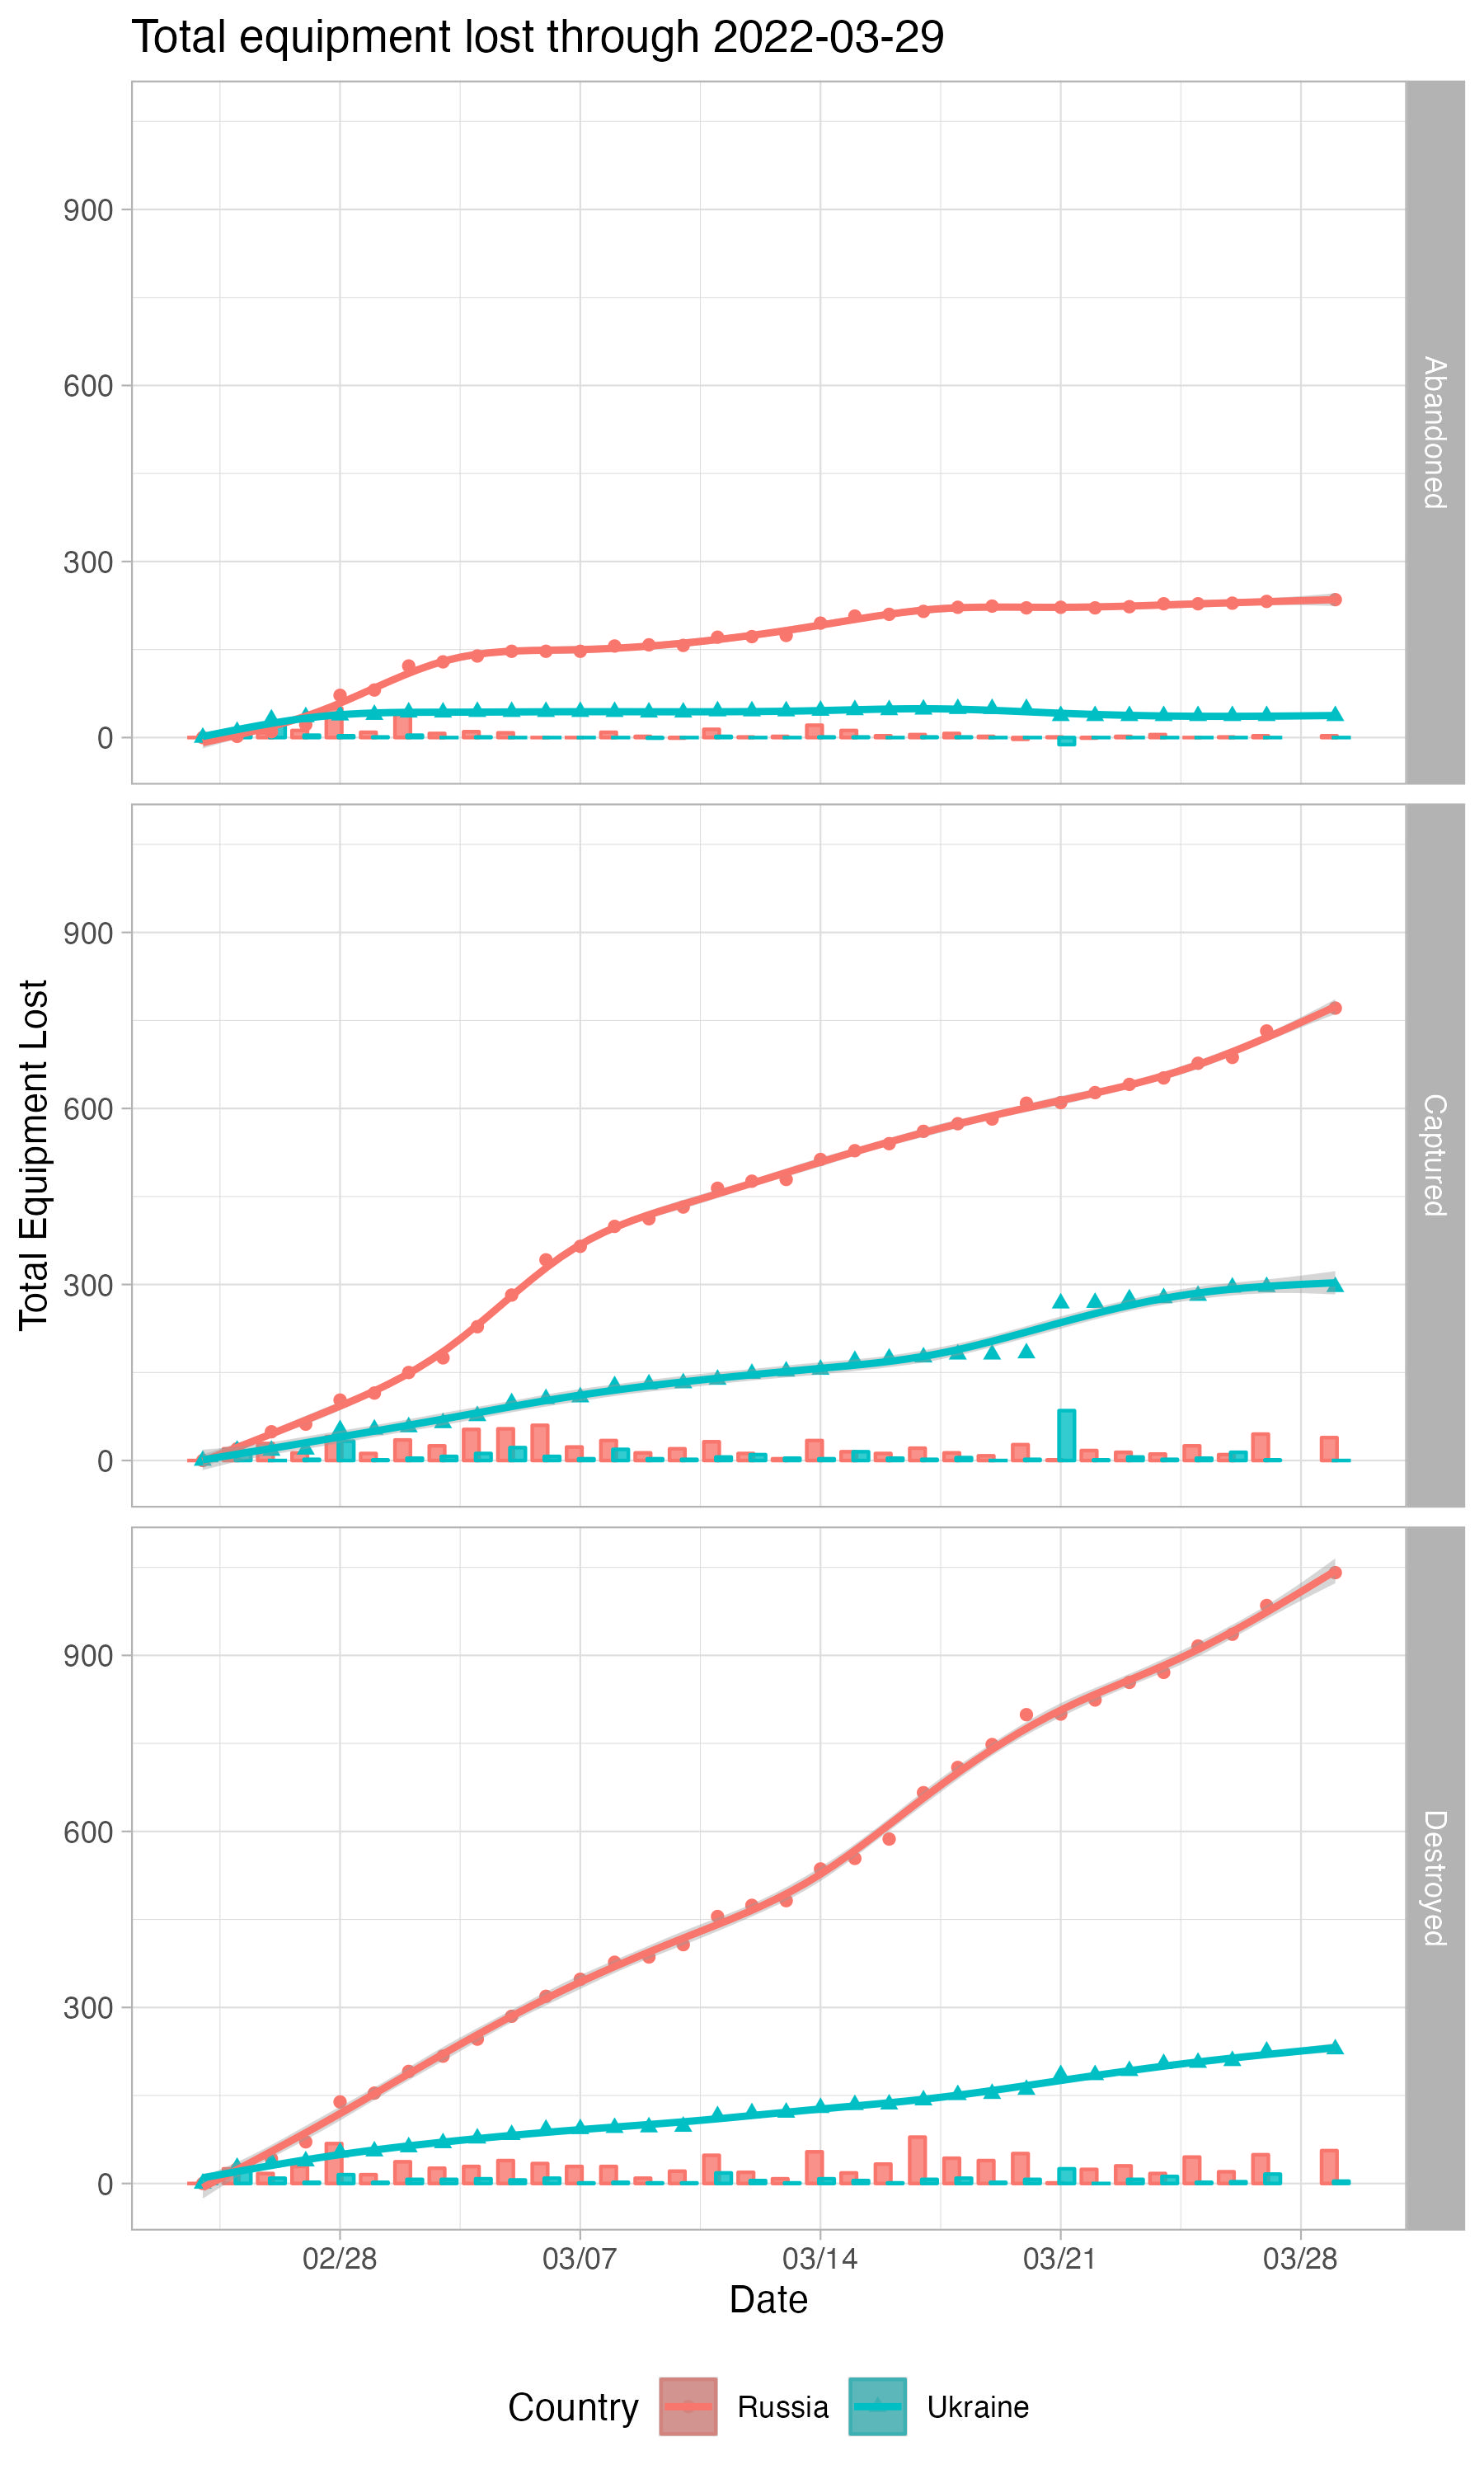 Total equipment lost through 2022-03-29
900
600
300
0
Abandoned
Total Equipment Lost
900
600
300
0
Captured
900
600
300
0
Destroyed
02/28 03/07 03/14 03/21 03/28
Date
Country Russia Ukraine